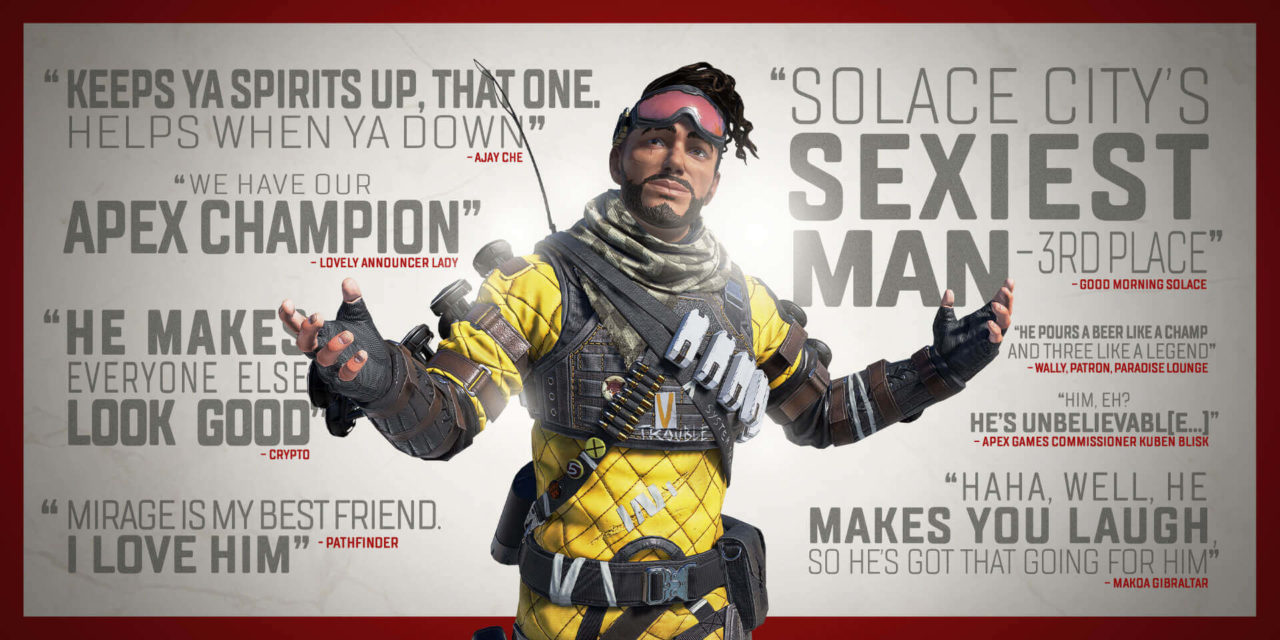 “KEEPS YA SPIRITS UP, THAT ONE.
HELPS WHEN YA DOWN”
– AJAY CHE
“WE HAVE OUR
APEX CHAMPION”
– LOVELY ANNOUNCER LADY
“HE MAKES
EVERYONE ELSE
LOOK GOOD”
– CRYPTO
“MIRAGE IS MY BEST FRIEND.
I LOVE HIM” – PATHFINDER
“SOLACE CITY’S
SEXIEST
MAN – 3RD PLACE”
– GOOD MORNING SOLACE
“HE POURS A BEER LIKE A CHAMP
AND THREE LIKE A LEGEND”
– WALLY, PATRON, PARADISE LOUNGE
“HIM, EH?
HE’S UNBELIEVABL[E...]”
– APEX GAMES COMMISSIONER KUBEN BLISK
“HAHA, WELL, HE
MAKES YOU LAUGH,
SO HE’S GOT THAT GOING FOR HIM”
– MAKOA GIBRALTAR
TROUBLE
SYSTEM